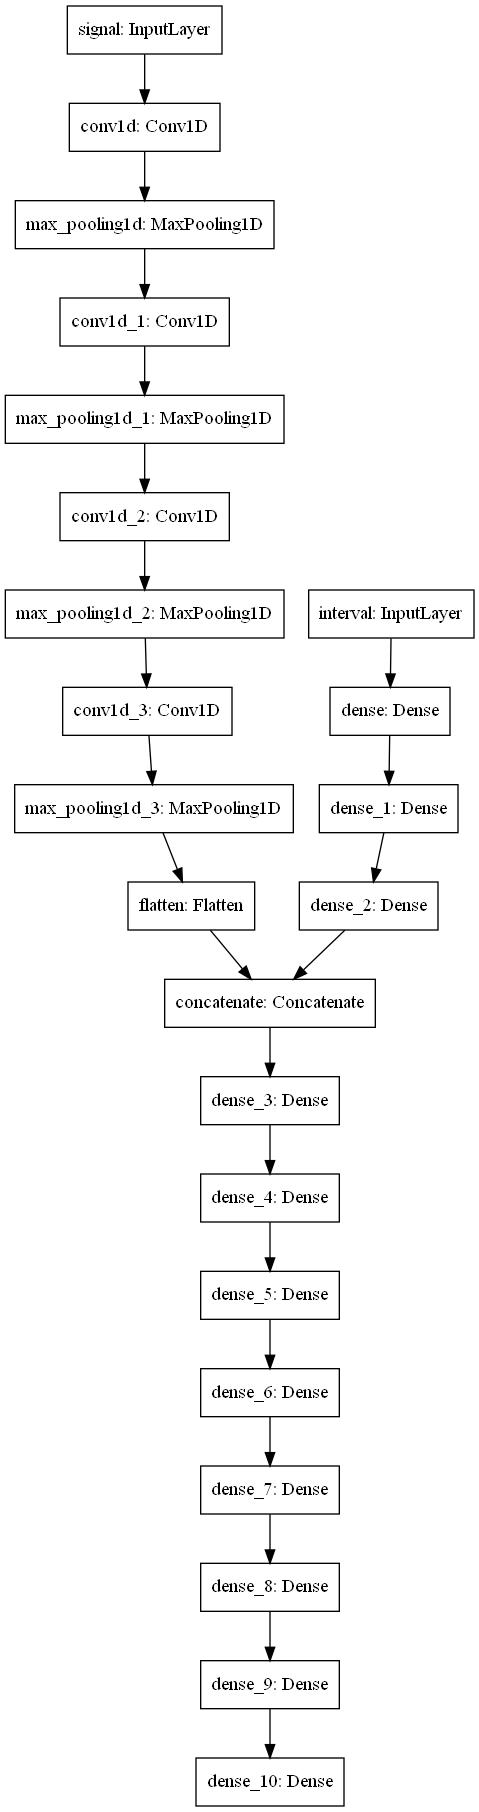 signal: InputLayer
conv1d: Conv1D
max_pooling1d: MaxPooling1D
conv1d_1: Conv1D
max_pooling1d_1: MaxPooling1D
conv1d_2: Conv1D
max_pooling1d_2: MaxPooling1D
interval: InputLayer
conv1d_3: Conv1D
dense: Dense
max_pooling1d_3: MaxPooling1D
dense_1: Dense
flatten: Flatten
dense_2: Dense
concatenate: Concatenate
dense_3: Dense
dense_4: Dense
dense_5: Dense
dense_6: Dense
dense_7: Dense
dense_8: Dense
dense_9: Dense
dense_10: Dense